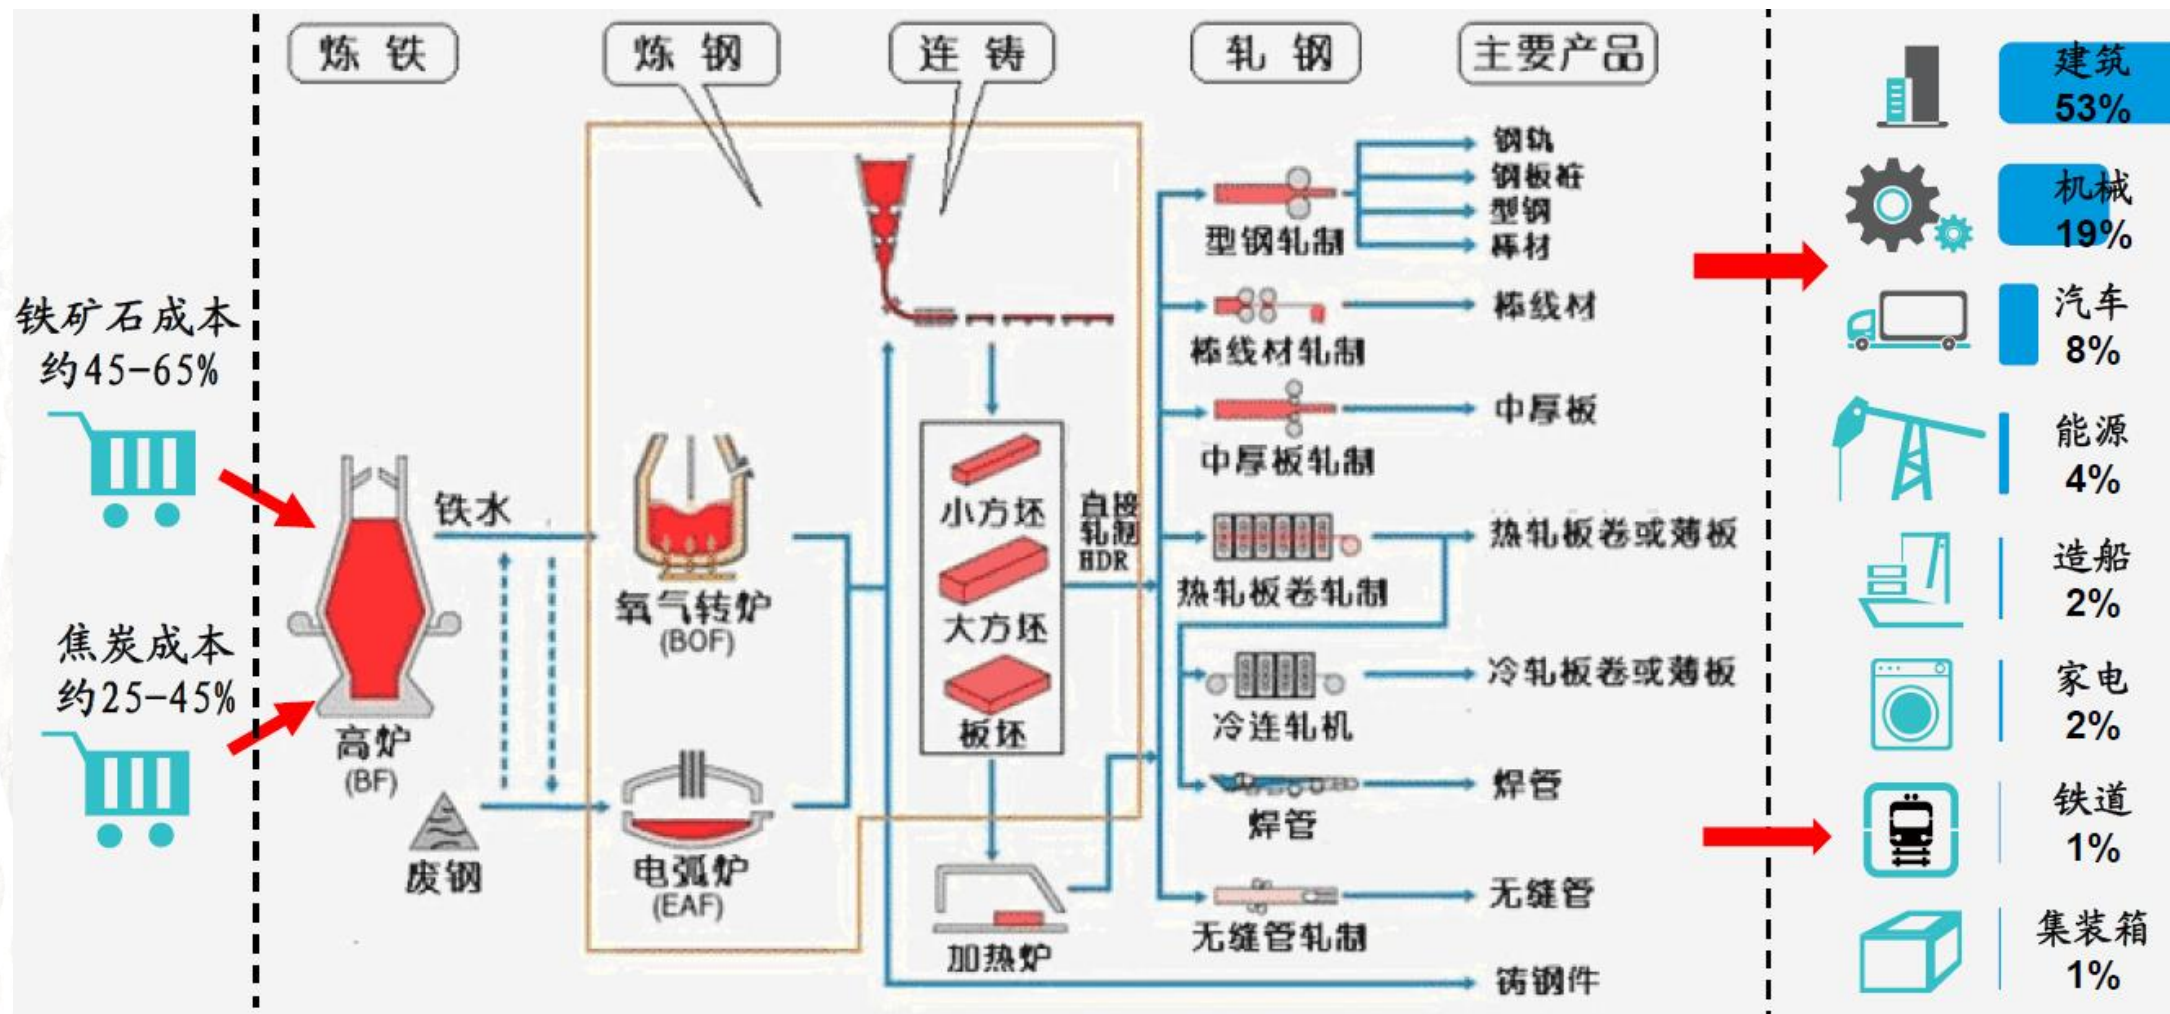 炼铁
炼钢
连铸
轧钢
主要产品
铁矿石成本
约45-65%
焦炭成本
约25-45%
高炉
(BF)
铁水
废钢
氧气转炉
(BOF)
电弧炉
(EAF)
小方坯
大方坯
板坯
直接
轧制
HDR
加热炉
型钢轧制
棒线材轧制
中厚板轧制
热轧板卷轧制
冷连轧机
焊管
无缝管轧制
钢轨
钢板桩
型钢
棒材
棒线材
中厚板
热轧板卷或薄板
冷轧板卷或薄板
焊管
无缝管
铸钢件
建筑
53%
机械
19%
汽车
8%
能源
4%
造船
2%
家电
2%
铁道
1%
集装箱
1%